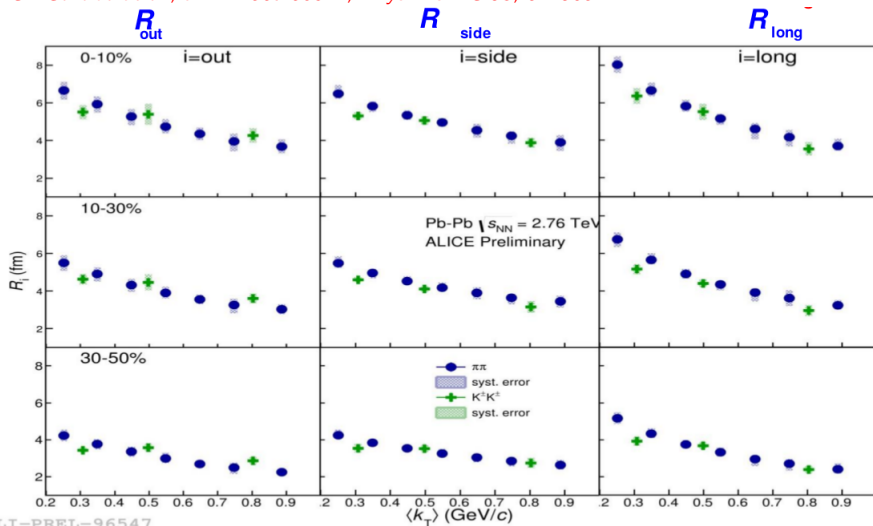 R out R side R long
0-10% i=out i=side i=long
8
6
4
2
10-30%
Pb-Pb √sNN = 2.76 TeV
ALICE Preliminary
8
6
4
2
Ri (fm)
30-50%
ππ
syst. error
K±K±
syst. error
8
6
4
2
0.2 0.3 0.4 0.5 0.6 0.7 0.8 0.9 0.3 0.4 0.5 0.6 0.7 0.8 0.9 0.3 0.4 0.5 0.6 0.7 0.8 0.9
⟨kT⟩ (GeV/c)
PREL-96547